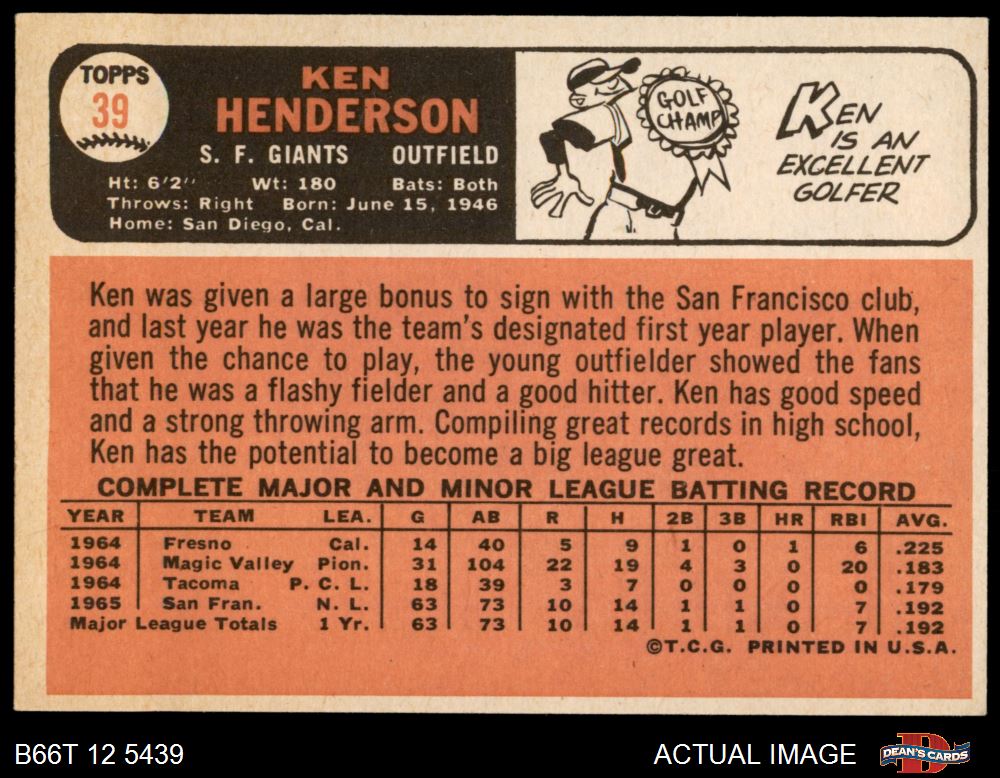 TOPPS
39
KEN
HENDERSON
S. F. GIANTS OUTFIELD
Ht: 6'2" Wt: 180 Bats: Both
Throws: Right Born: June 15, 1946
Home: San Diego, Cal.
GOLF
CHAMP
KEN
IS AN
EXCELLENT
GOLFER
Ken was given a large bonus to sign with the San Francisco club,
and last year he was the team's designated first year player. When
given the chance to play, the young outfielder showed the fans
that he was a flashy fielder and a good hitter. Ken has good speed
and a strong throwing arm. Compiling great records in high school,
Ken has the potential to become a big league great.
COMPLETE MAJOR AND MINOR LEAGUE BATTING RECORD
YEAR TEAM LEA. G AB R H 2B 3B HR RBI AVG.
1964 Fresno Cal. 14 40 5 9 1 0 1 6 .225
1964 Magic Valley Pion. 31 104 22 19 4 3 0 20 .183
1964 Tacoma P. C. L. 18 39 3 7 0 0 0 0 .179
1965 San Fran. N. L. 63 73 10 14 1 1 0 7 .192
Major League Totals 1 Yr. 63 73 10 14 1 1 0 7 .192
©T.C.G. PRINTED IN U.S.A.
B66T 12 5439 ACTUAL IMAGE DEAN'S CARDS